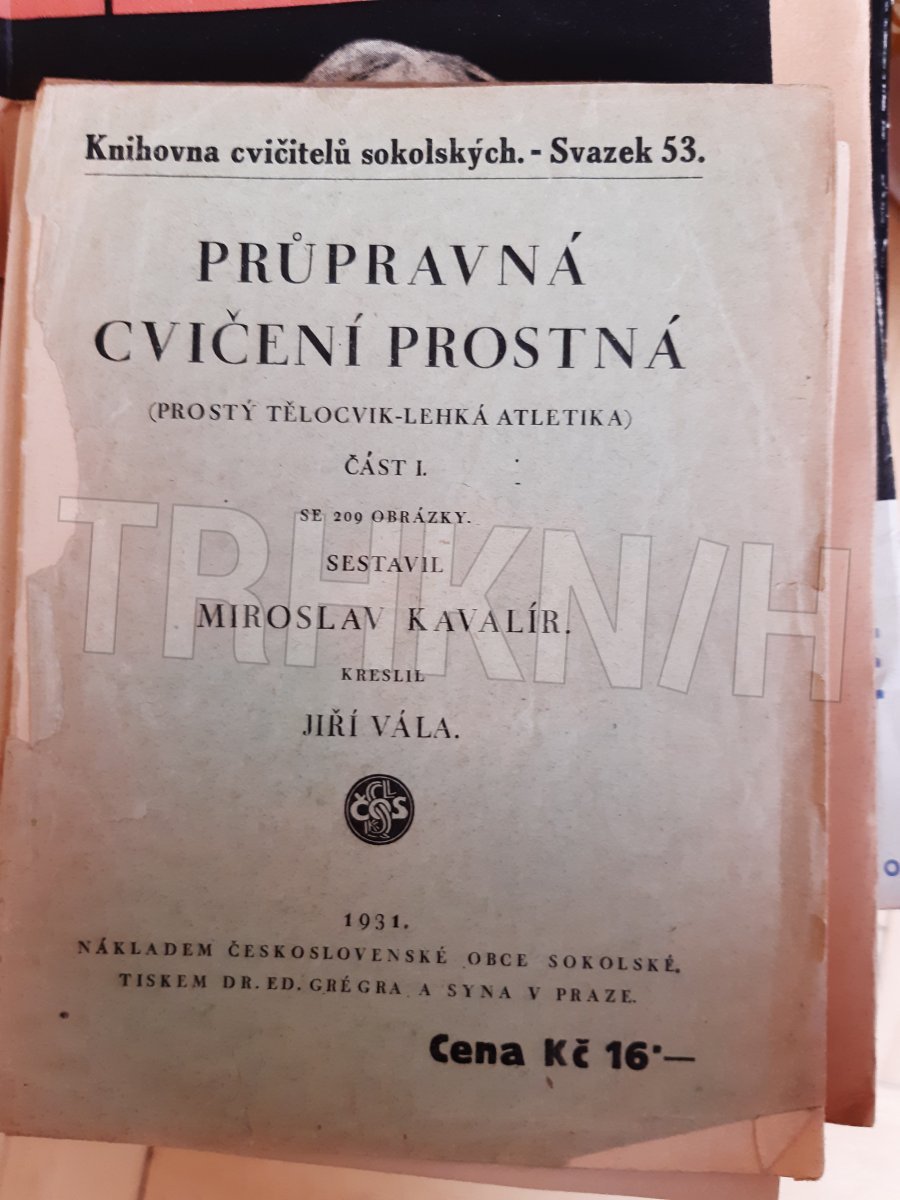 Knihovna cvičitelů sokolských. - Svazek 53.
PRŮPRAVNÁ
CVIČENÍ PROSTNÁ
(PROSTÝ TĚLOCVIK-LEHKÁ ATLETIKA)
ČÁST I.
SE 209 OBRÁZKY.
SESTAVIL
MIROSLAV KAVALÍR.
KRESLIL
JIŘÍ VÁLA.
ČOS
1931.
NÁKLADEM ČESKOSLOVENSKÉ OBCE SOKOLSKÉ.
TISKEM DR. ED. GRÉGRA A SYNA V PRAZE.
Cena Kč 16·—
TRHKNIH